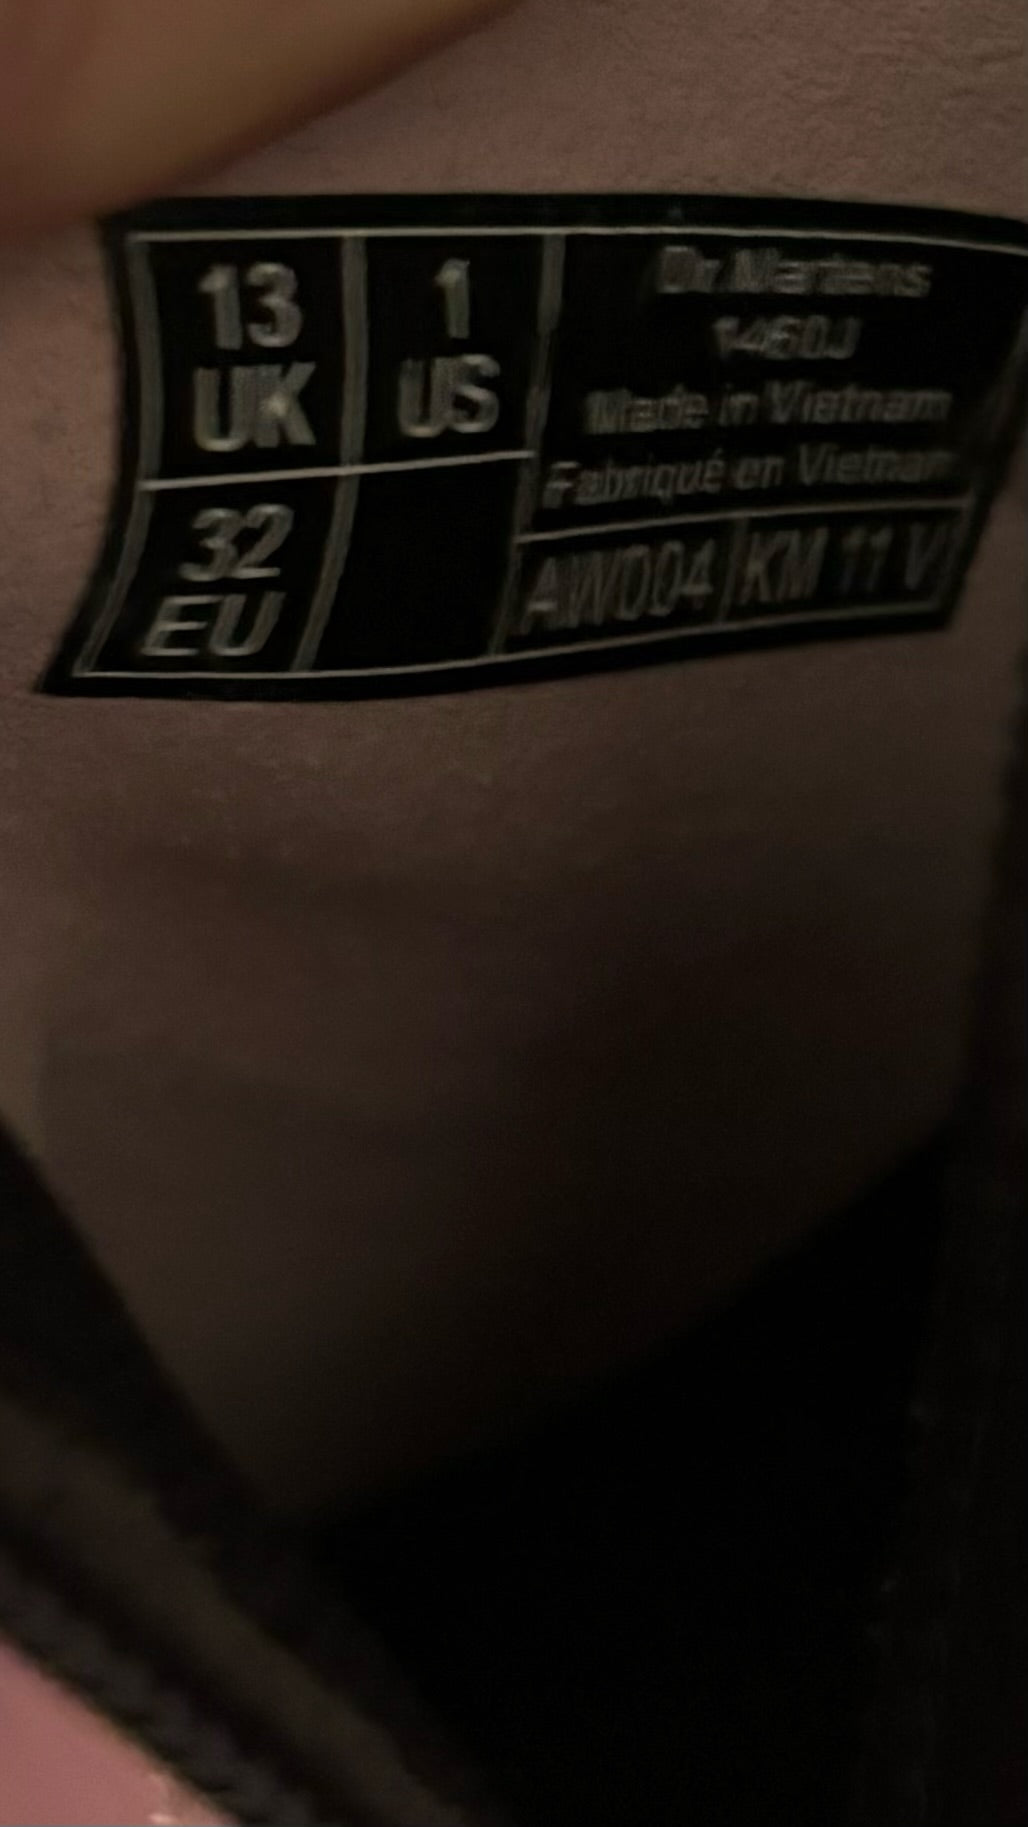 13
UK
1
US
32
EU
Dr. Martens
1460J
Made in Vietnam
Fabriqué en Vietnam
AW004
KM 11 V